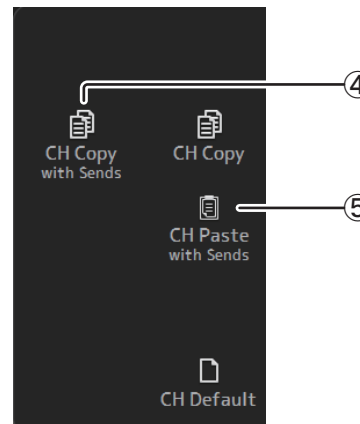 ④
CH Copy
with Sends
CH Copy
⑤
CH Paste
with Sends
CH Default